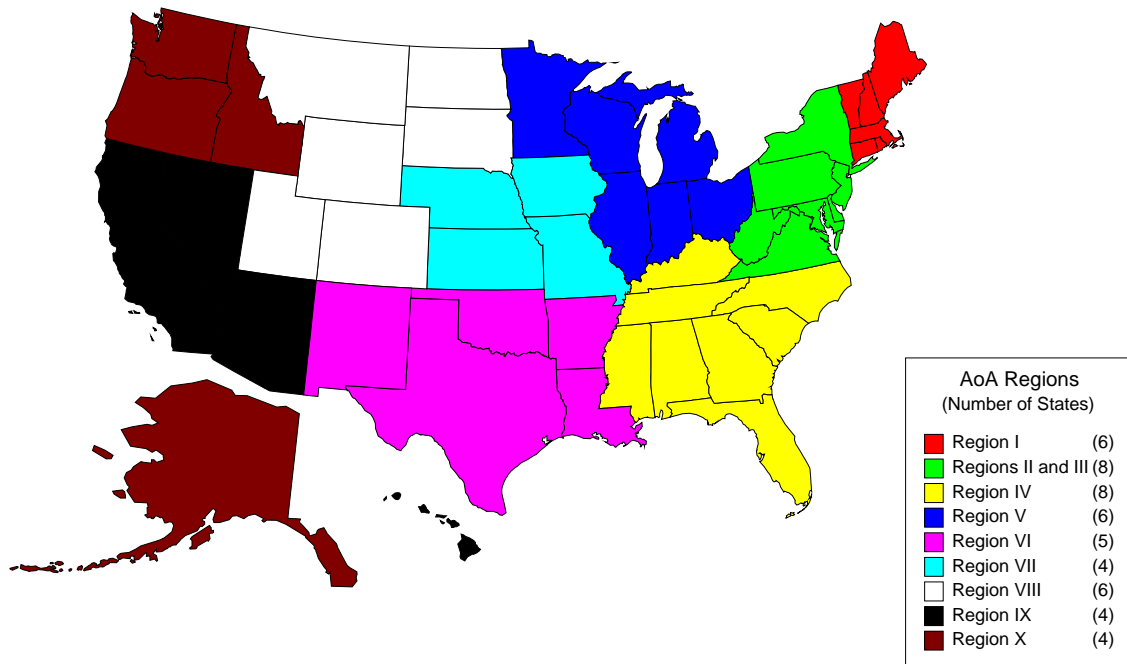 AoA Regions
(Number of States)
Region I (6)
Regions II and III (8)
Region IV (8)
Region V (6)
Region VI (5)
Region VII (4)
Region VIII (6)
Region IX (4)
Region X (4)